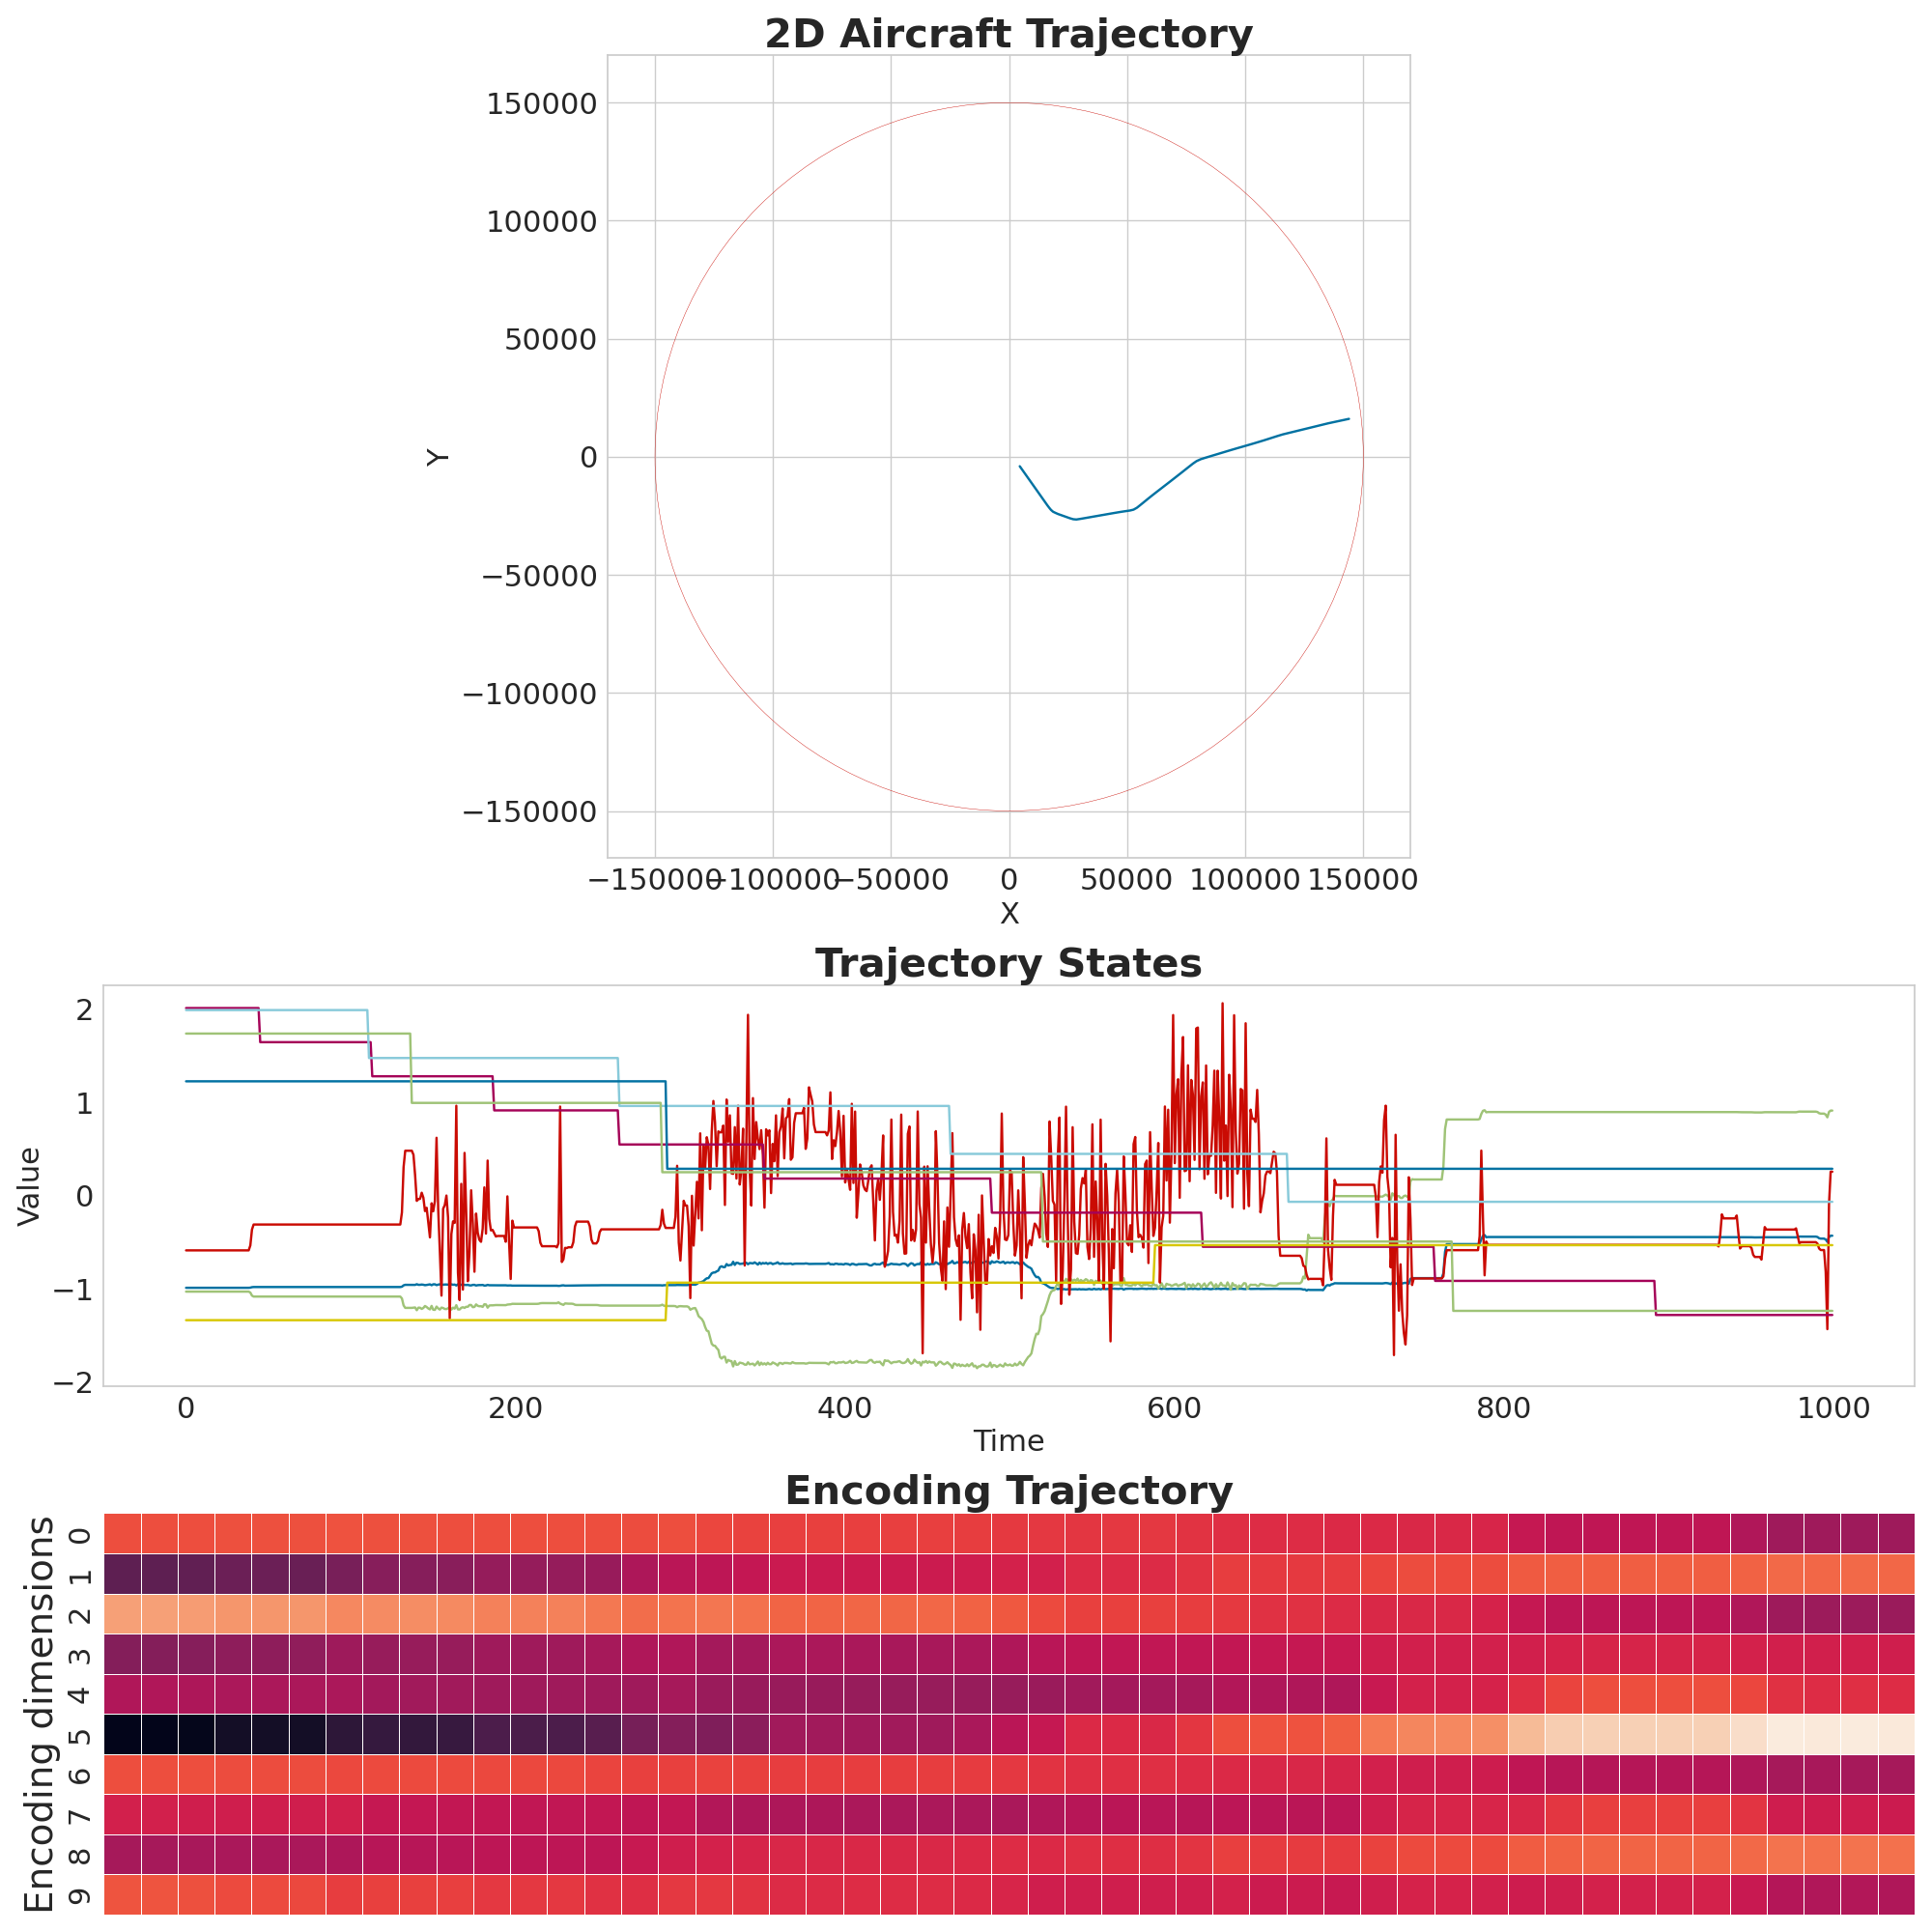 2D Aircraft Trajectory
150000
100000
50000
0
−50000
−100000
−150000
Y
−150000 −100000 −50000 0 50000 100000 150000
X
Trajectory States
2
1
0
−1
−2
Value
0 200 400 600 800 1000
Time
Encoding Trajectory
Encoding dimensions
0
1
2
3
4
5
6
7
8
9